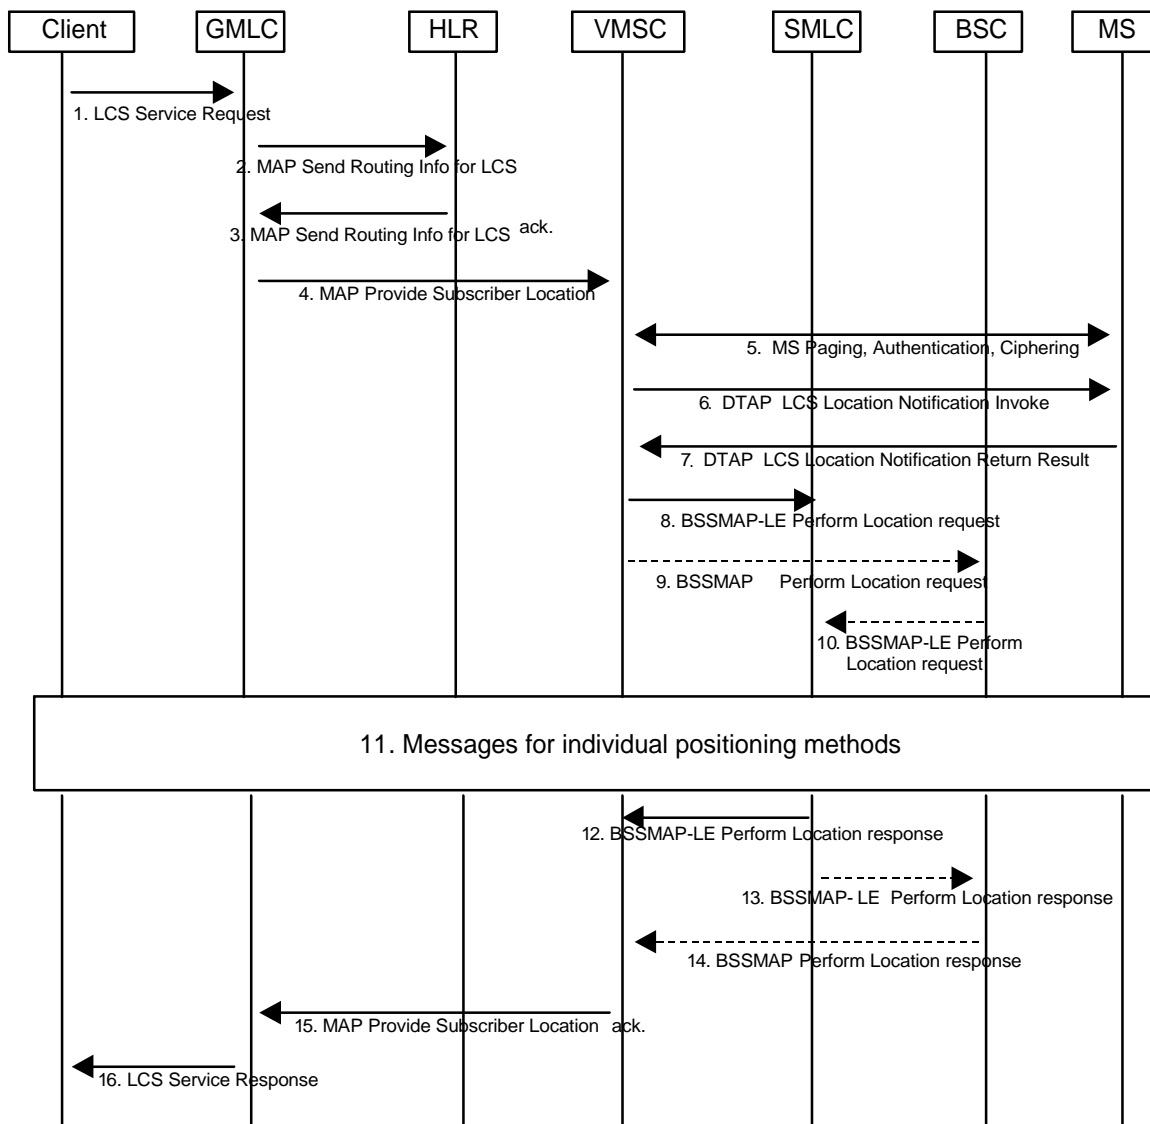 Client GMLC HLR VMSC SMLC BSC MS
1. LCS Service Request
2. MAP Send Routing Info for LCS
3. MAP Send Routing Info for LCS ack.
4. MAP Provide Subscriber Location
5. MS Paging, Authentication, Ciphering
6. DTAP LCS Location Notification Invoke
7. DTAP LCS Location Notification Return Result
8. BSSMAP-LE Perform Location request
9. BSSMAP Perform Location request
10. BSSMAP-LE Perform
Location request
11. Messages for individual positioning methods
12. BSSMAP-LE Perform Location response
13. BSSMAP- LE Perform Location response
14. BSSMAP Perform Location response
15. MAP Provide Subscriber Location ack.
16. LCS Service Response